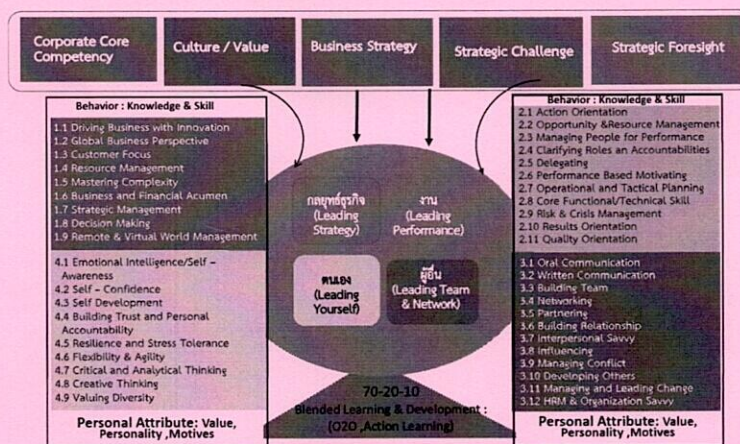 Corporate Core
Competency
Culture / Value
Business Strategy
Strategic Challenge
Strategic Foresight
Behavior : Knowledge & Skill
1.1 Driving Business with Innovation
1.2 Global Business Perspective
1.3 Customer Focus
1.4 Resource Management
1.5 Mastering Complexity
1.6 Business and Financial Acumen
1.7 Strategic Management
1.8 Decision Making
1.9 Remote & Virtual World Management
4.1 Emotional Intelligence/Self –
Awareness
4.2 Self – Confidence
4.3 Self Development
4.4 Building Trust and Personal
Accountability
4.5 Resilience and Stress Tolerance
4.6 Flexibility & Agility
4.7 Critical and Analytical Thinking
4.8 Creative Thinking
4.9 Valuing Diversity
Personal Attribute: Value,
Personality ,Motives
กลยุทธ์ธุรกิจ
(Leading
Strategy)
งาน
(Leading
Performance)
ตนเอง
(Leading
Yourself)
ผู้อื่น
(Leading Team
& Network)
70-20-10
Blended Learning & Development :
(O2O ,Action Learning)
Behavior : Knowledge & Skill
2.1 Action Orientation
2.2 Opportunity &Resource Management
2.3 Managing People for Performance
2.4 Clarifying Roles an Accountabilities
2.5 Delegating
2.6 Performance Based Motivating
2.7 Operational and Tactical Planning
2.8 Core Functional/Technical Skill
2.9 Risk & Crisis Management
2.10 Results Orientation
2.11 Quality Orientation
3.1 Oral Communication
3.2 Written Communication
3.3 Building Team
3.4 Networking
3.5 Partnering
3.6 Building Relationship
3.7 Interpersonal Savvy
3.8 Influencing
3.9 Managing Conflict
3.10 Developing Others
3.11 Managing and Leading Change
3.12 HRM & Organization Savvy
Personal Attribute: Value,
Personality ,Motives